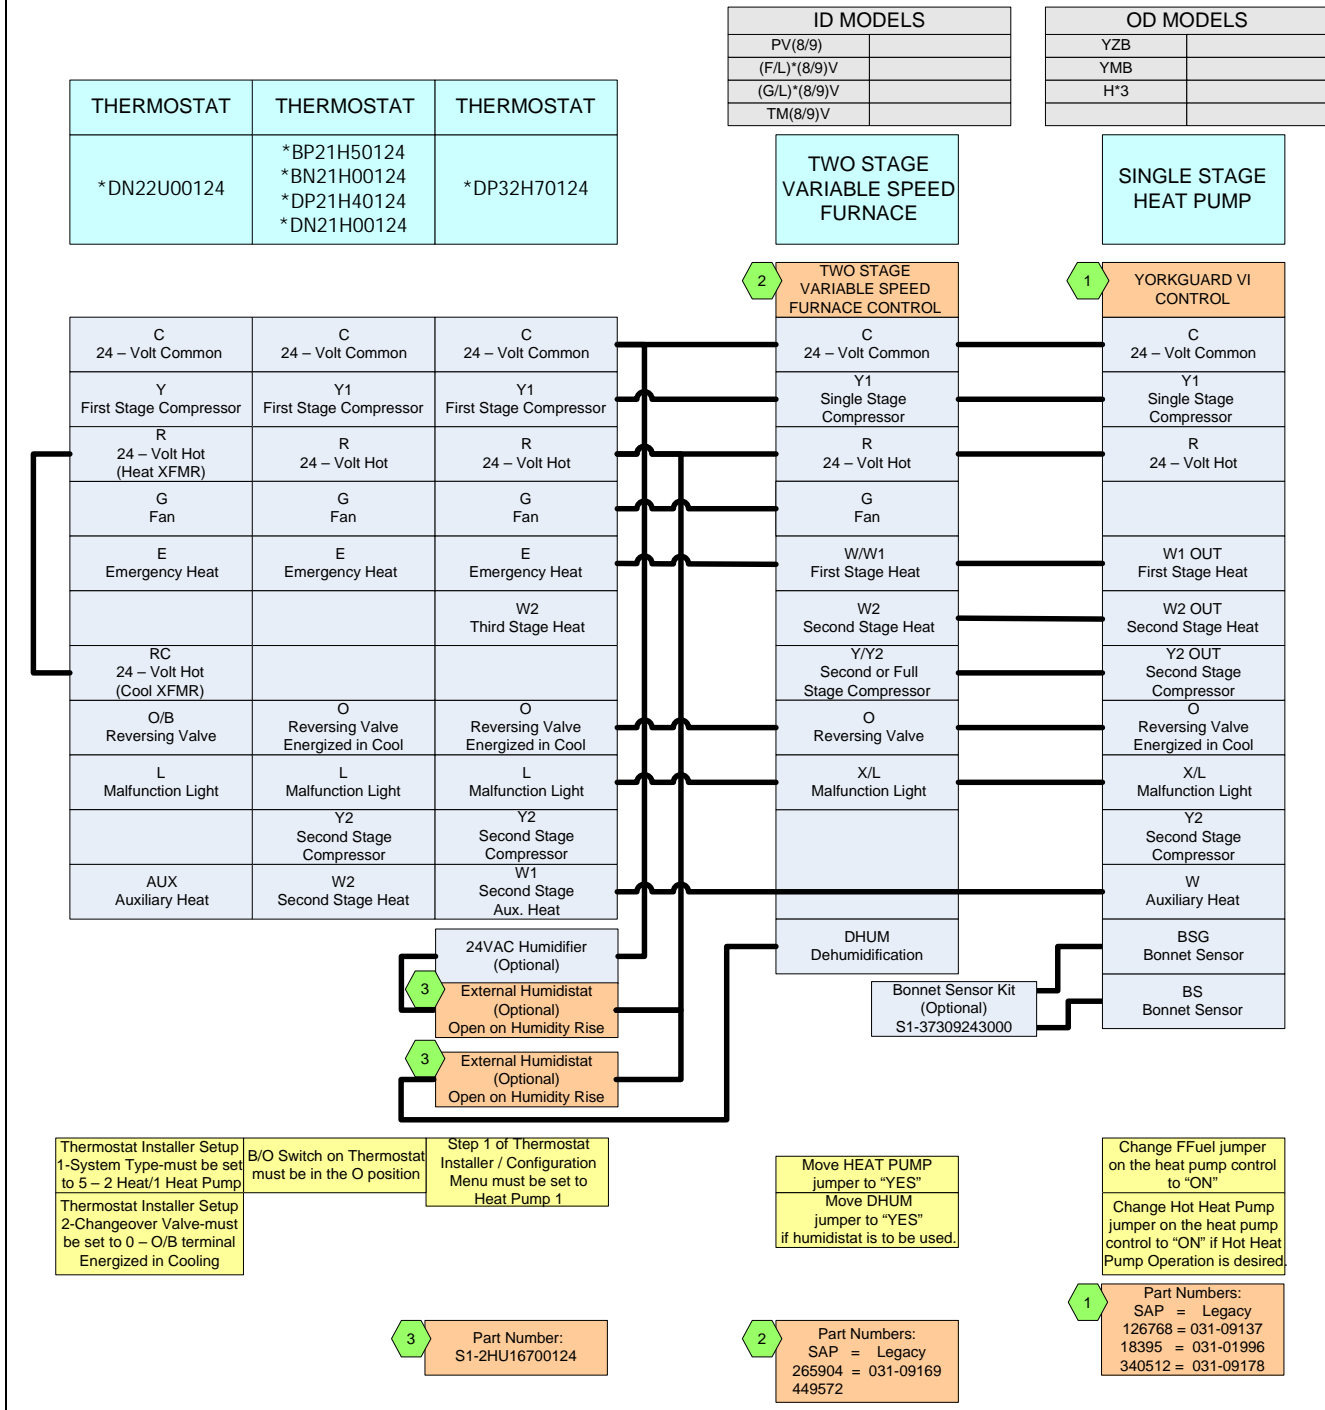 ID MODELS
PV(8/9)
(F/L)*(8/9)V
(G/L)*(8/9)V
TM(8/9)V
OD MODELS
YZB
YMB
H*3
THERMOSTAT
THERMOSTAT
THERMOSTAT
*DN22U00124
*BP21H50124
*BN21H00124
*DP21H40124
*DN21H00124
*DP32H70124
TWO STAGE
VARIABLE SPEED
FURNACE
SINGLE STAGE
HEAT PUMP
2
TWO STAGE
VARIABLE SPEED
FURNACE CONTROL
1
YORKGUARD VI
CONTROL
C
24 – Volt Common
C
24 – Volt Common
C
24 – Volt Common
C
24 – Volt Common
C
24 – Volt Common
Y
First Stage Compressor
Y1
First Stage Compressor
Y1
First Stage Compressor
Y1
Single Stage
Compressor
Y1
Single Stage
Compressor
R
24 – Volt Hot
(Heat XFMR)
R
24 – Volt Hot
R
24 – Volt Hot
R
24 – Volt Hot
R
24 – Volt Hot
G
Fan
G
Fan
G
Fan
G
Fan
E
Emergency Heat
E
Emergency Heat
E
Emergency Heat
W/W1
First Stage Heat
W1 OUT
First Stage Heat
W2
Third Stage Heat
W2
Second Stage Heat
W2 OUT
Second Stage Heat
RC
24 – Volt Hot
(Cool XFMR)
Y/Y2
Second or Full
Stage Compressor
Y2 OUT
Second Stage
Compressor
O/B
Reversing Valve
O
Reversing Valve
Energized in Cool
O
Reversing Valve
Energized in Cool
O
Reversing Valve
O
Reversing Valve
Energized in Cool
L
Malfunction Light
L
Malfunction Light
L
Malfunction Light
X/L
Malfunction Light
X/L
Malfunction Light
Y2
Second Stage
Compressor
Y2
Second Stage
Compressor
Y2
Second Stage
Compressor
AUX
Auxiliary Heat
W2
Second Stage Heat
W1
Second Stage
Aux. Heat
W
Auxiliary Heat
24VAC Humidifier
(Optional)
DHUM
Dehumidification
BSG
Bonnet Sensor
3
External Humidistat
(Optional)
Open on Humidity Rise
Bonnet Sensor Kit
(Optional)
S1-37309243000
BS
Bonnet Sensor
3
External Humidistat
(Optional)
Open on Humidity Rise
Thermostat Installer Setup
1-System Type-must be set
to 5 – 2 Heat/1 Heat Pump
B/O Switch on Thermostat
must be in the O position
Step 1 of Thermostat
Installer / Configuration
Menu must be set to
Heat Pump 1
Thermostat Installer Setup
2-Changeover Valve-must
be set to 0 – O/B terminal
Energized in Cooling
Move HEAT PUMP
jumper to “YES”
Move DHUM
jumper to “YES”
if humidistat is to be used.
Change FFuel jumper
on the heat pump control
to “ON”
Change Hot Heat Pump
jumper on the heat pump
control to “ON” if Hot Heat
Pump Operation is desired.
3
Part Number:
S1-2HU16700124
2
Part Numbers:
SAP = Legacy
265904 = 031-09169
449572
1
Part Numbers:
SAP = Legacy
126768 = 031-09137
18395 = 031-01996
340512 = 031-09178